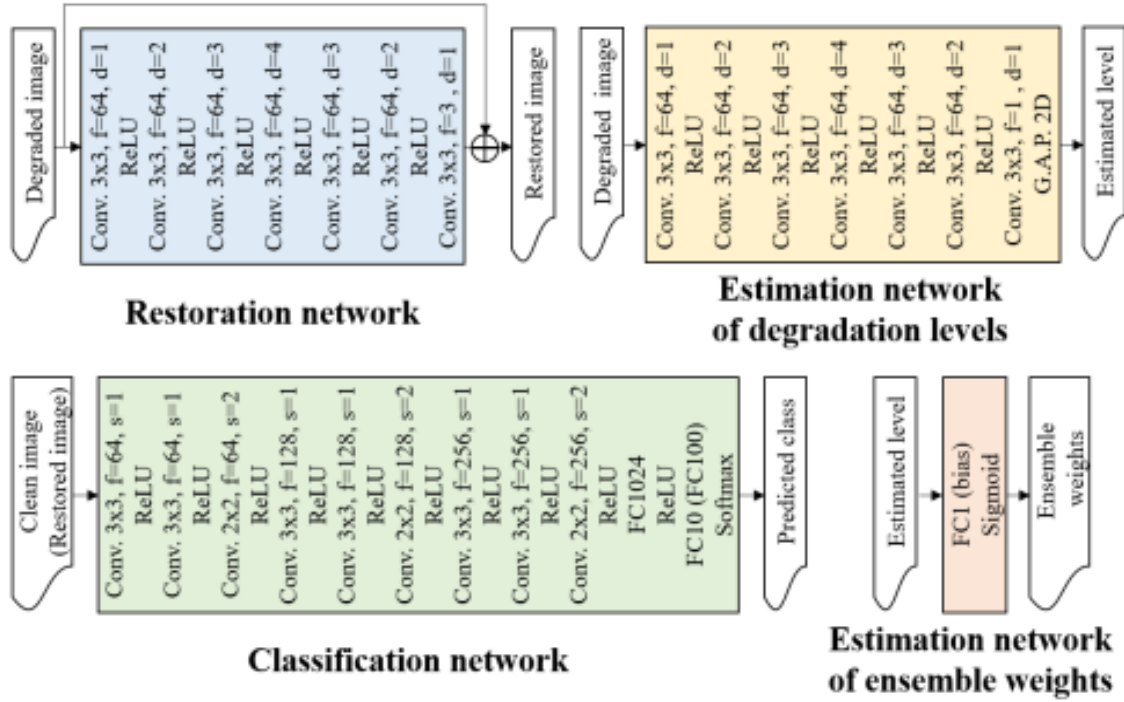 Degraded image
Conv. 3x3, f=64, d=1
ReLU
Conv. 3x3, f=64, d=2
ReLU
Conv. 3x3, f=64, d=3
ReLU
Conv. 3x3, f=64, d=4
ReLU
Conv. 3x3, f=64, d=3
ReLU
Conv. 3x3, f=64, d=2
ReLU
Conv. 3x3, f=3 , d=1
Restored image
Restoration network
Degraded image
Conv. 3x3, f=64, d=1
ReLU
Conv. 3x3, f=64, d=2
ReLU
Conv. 3x3, f=64, d=3
ReLU
Conv. 3x3, f=64, d=4
ReLU
Conv. 3x3, f=64, d=3
ReLU
Conv. 3x3, f=64, d=2
ReLU
Conv. 3x3, f=1 , d=1
G.A.P. 2D
Estimated level
Estimation network
of degradation levels
Clean image
(Restored image)
Conv. 3x3, f=64, s=1
ReLU
Conv. 3x3, f=64, s=1
ReLU
Conv. 2x2, f=64, s=2
ReLU
Conv. 3x3, f=128, s=1
ReLU
Conv. 3x3, f=128, s=1
ReLU
Conv. 2x2, f=128, s=2
ReLU
Conv. 3x3, f=256, s=1
ReLU
Conv. 3x3, f=256, s=1
ReLU
Conv. 2x2, f=256, s=2
ReLU
FC1024
ReLU
FC10 (FC100)
Softmax
Predicted class
Classification network
Estimated level
FC1 (bias)
Sigmoid
Ensemble
weights
Estimation network
of ensemble weights